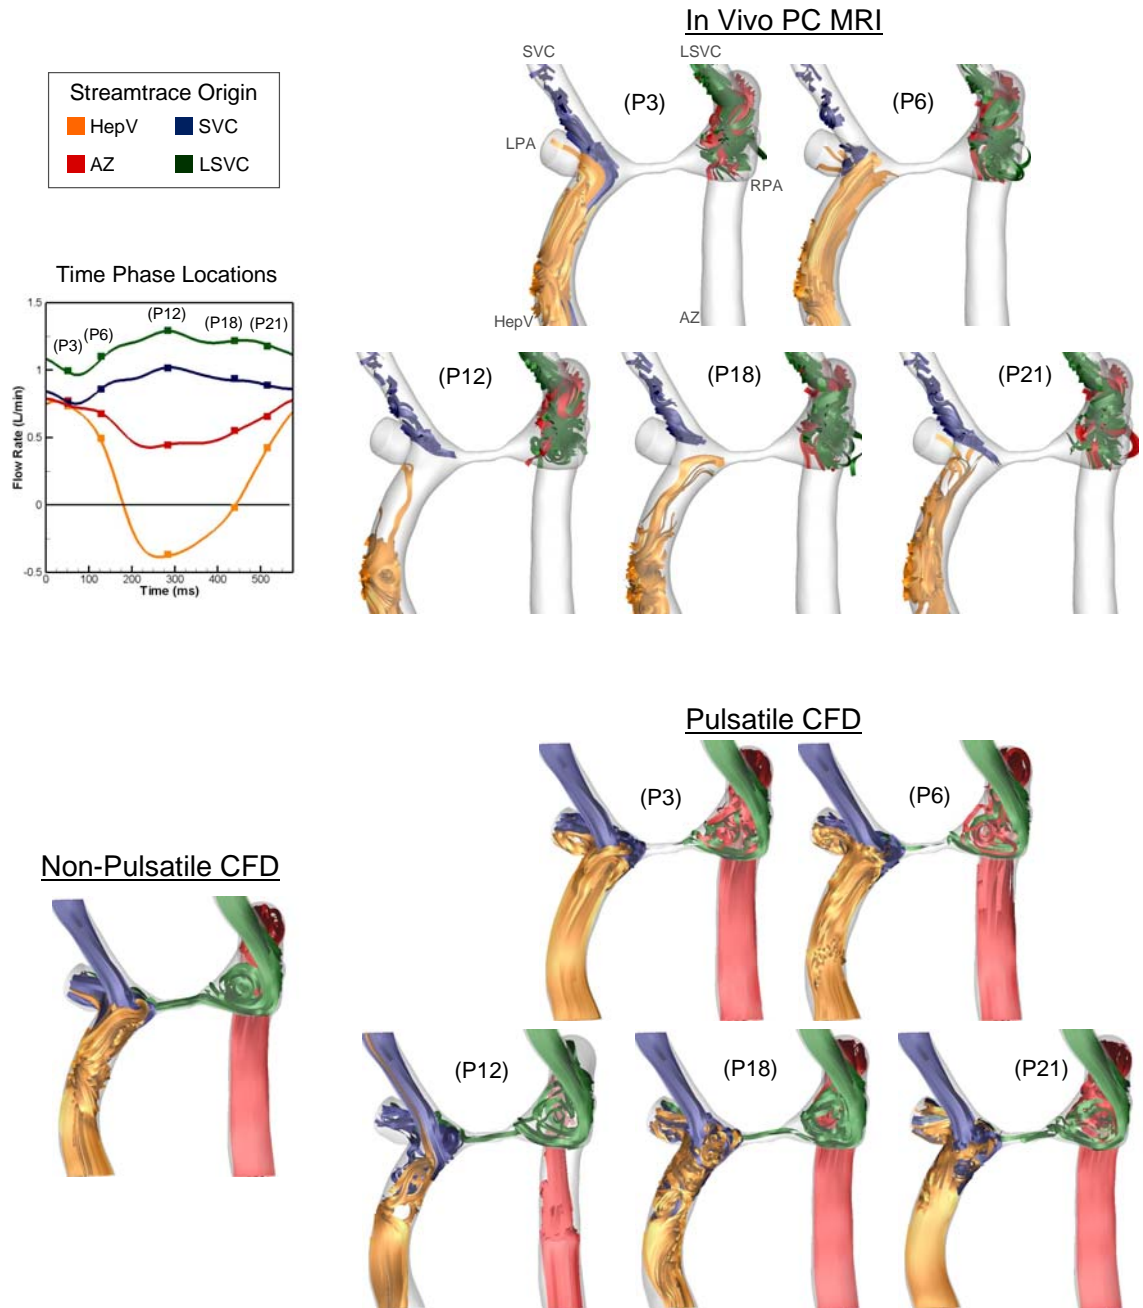 In Vivo PC MRI
SVC
LSVC
(P3)
(P6)
LPA
RPA
HepV
AZ
Streamtrace Origin
HepV
SVC
AZ
LSVC
Time Phase Locations
1.5
1
0.5
0
-0.5
Flow Rate (L/min)
(P3)
(P6)
(P12)
(P18)
(P21)
0
100
200
300
400
500
Time (ms)
(P12)
(P18)
(P21)
Pulsatile CFD
(P3)
(P6)
Non-Pulsatile CFD
(P12)
(P18)
(P21)